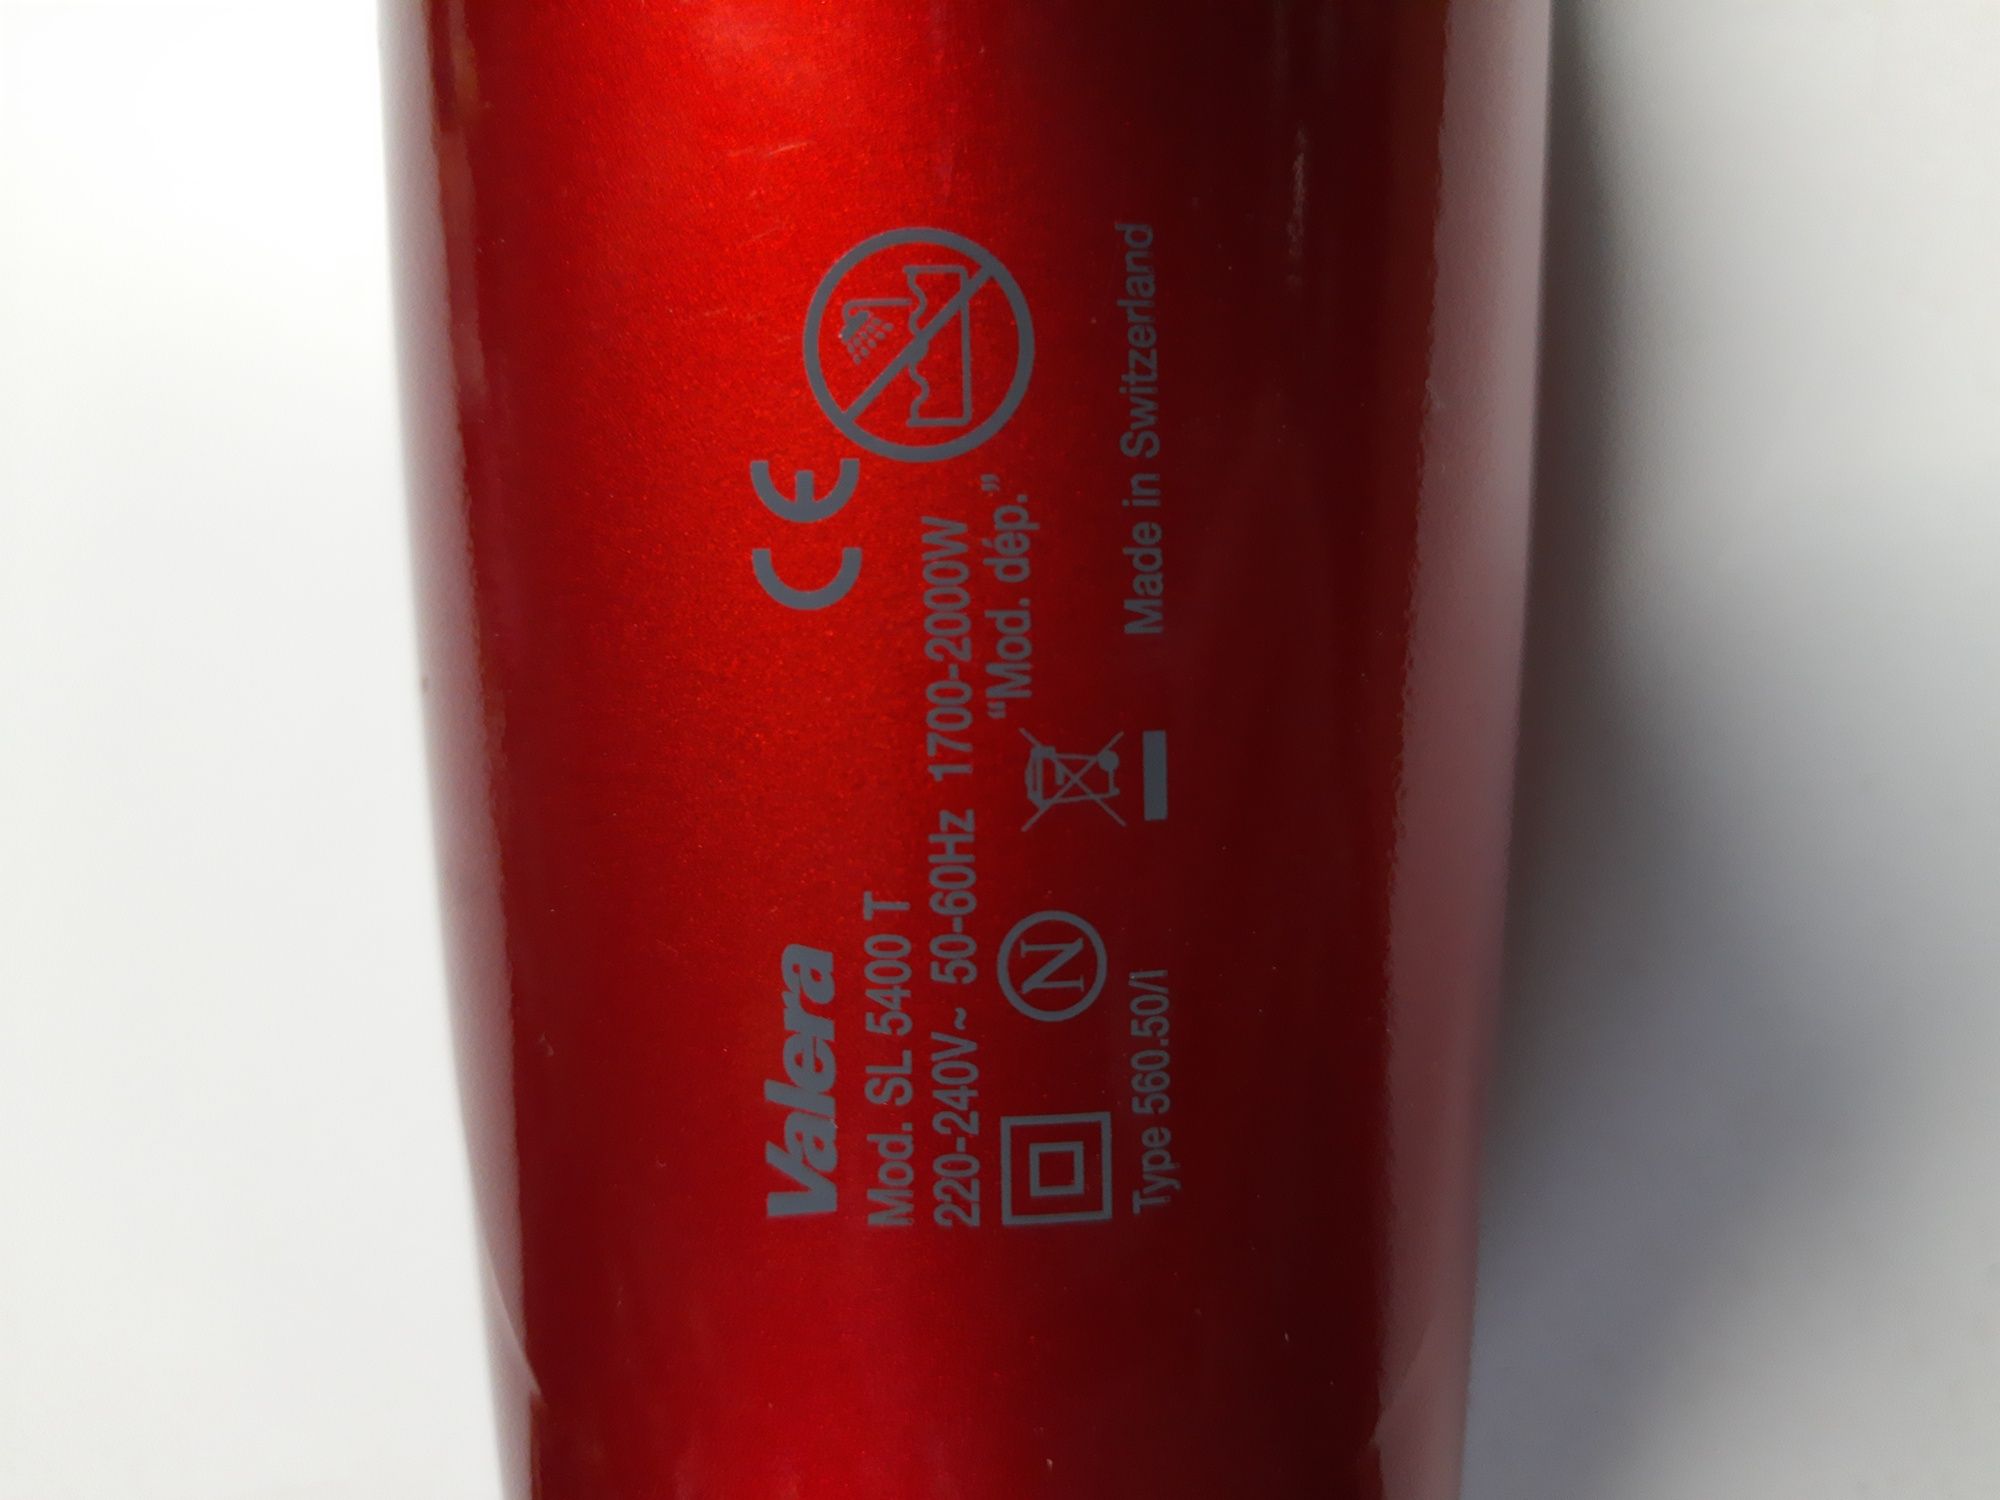 Valera
Mod. SL 5400 T
220-240V~ 50-60Hz 1700-2000W
N
"Mod. dép."
Type 560.50/I
Made in Switzerland
CE